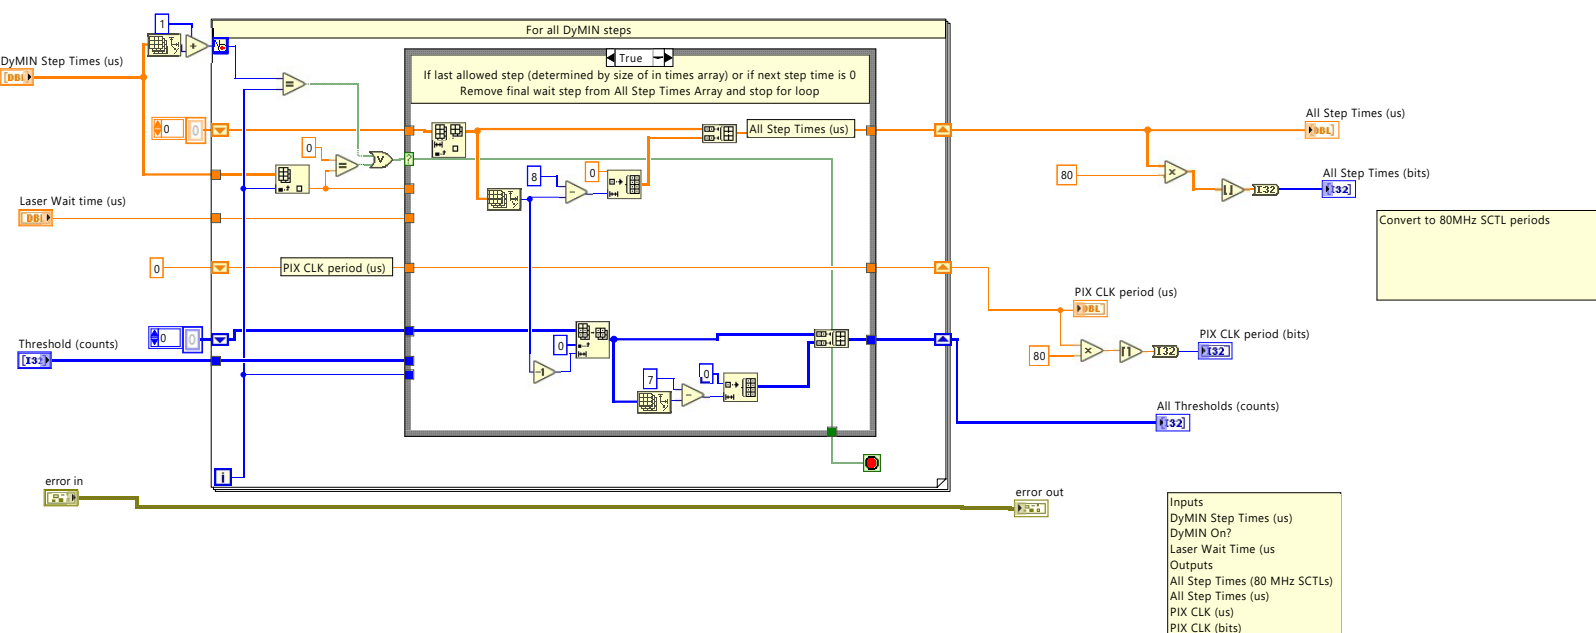 1
For all DyMIN steps
DyMIN Step Times (us)
DBL
True
If last allowed step (determined by size of in times array) or if next step time is 0
Remove final wait step from All Step Times Array and stop for loop
0
0
All Step Times (us)
All Step Times (us)
DBL
0
8
0
80
All Step Times (bits)
I32
I32
Laser Wait time (us)
DBL
Convert to 80MHz SCTL periods
0
PIX CLK period (us)
PIX CLK period (us)
DBL
0
0
Threshold (counts)
I32
0
-1
80
PIX CLK period (bits)
I32
I32
7
0
All Thresholds (counts)
I32
i
error in
error out
Inputs
DyMIN Step Times (us)
DyMIN On?
Laser Wait Time (us
Outputs
All Step Times (80 MHz SCTLs)
All Step Times (us)
PIX CLK (us)
PIX CLK (bits)